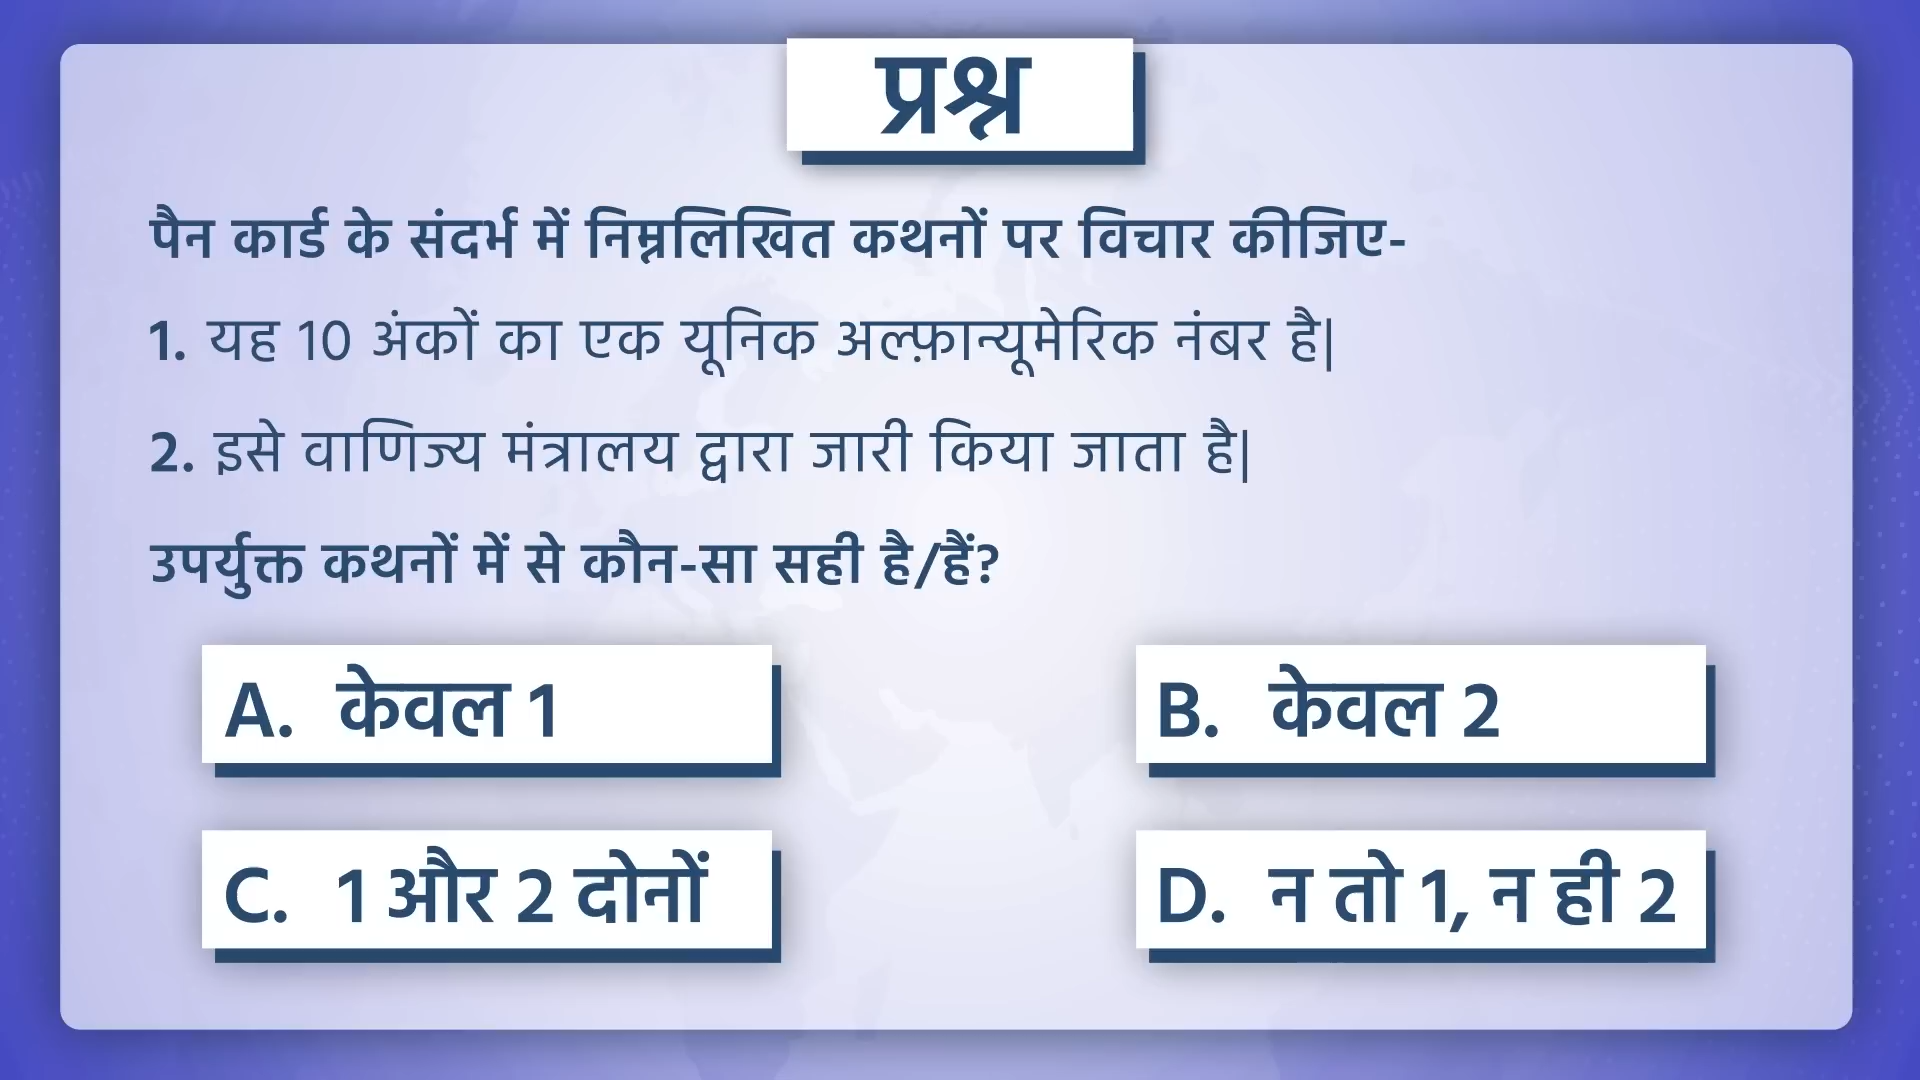 प्रश्न
पैन कार्ड के संदर्भ में निम्नलिखित कथनों पर विचार कीजिए-
1. यह 10 अंकों का एक यूनिक अल्फ़ान्यूमेरिक नंबर है|
2. इसे वाणिज्य मंत्रालय द्वारा जारी किया जाता है|
उपर्युक्त कथनों में से कौन-सा सही है/हैं?
A. केवल 1
B. केवल 2
C. 1 और 2 दोनों
D. न तो 1, न ही 2